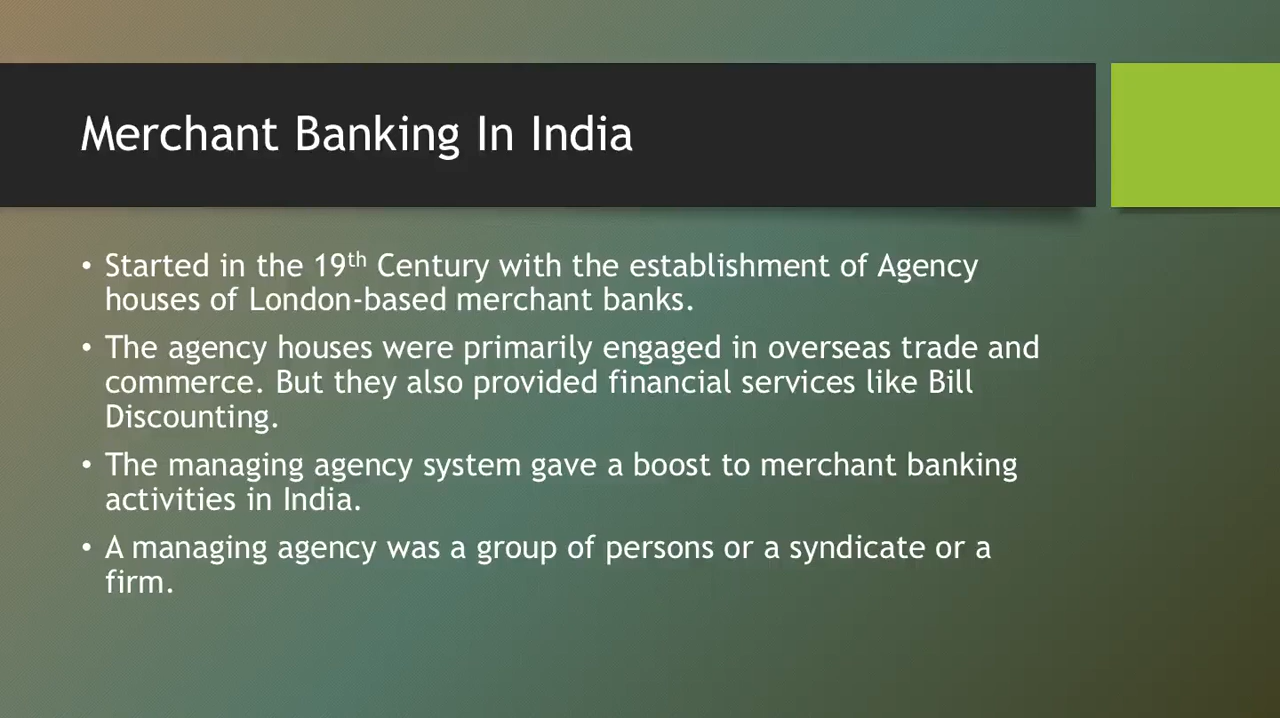 Merchant Banking In India
• Started in the 19th Century with the establishment of Agency
houses of London-based merchant banks.
• The agency houses were primarily engaged in overseas trade and
commerce. But they also provided financial services like Bill
Discounting.
• The managing agency system gave a boost to merchant banking
activities in India.
• A managing agency was a group of persons or a syndicate or a
firm.